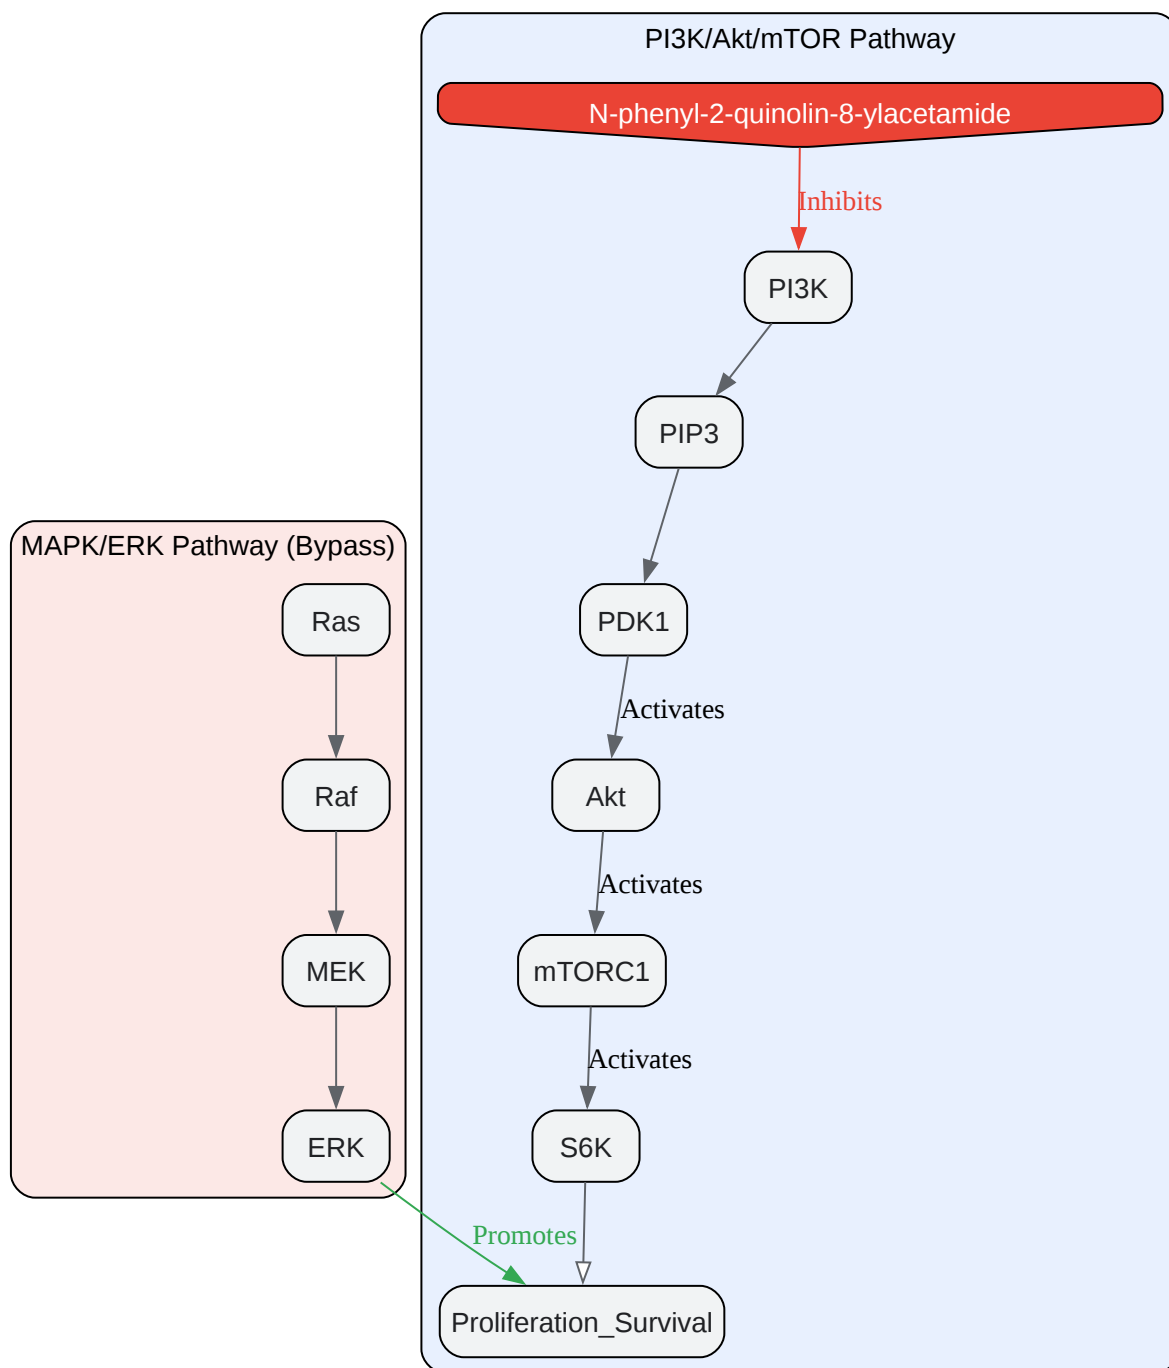 PI3K/Akt/mTOR Pathway
N-phenyl-2-quinolin-8-ylacetamide
Inhibits
PI3K
PIP3
MAPK/ERK Pathway (Bypass)
Ras
PDK1
Activates
Raf
Akt
Activates
MEK
mTORC1
Activates
ERK
S6K
Promotes
Proliferation_Survival